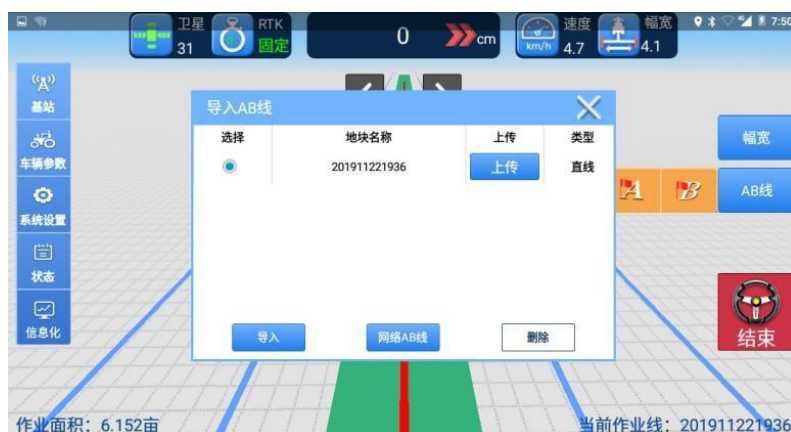 卫星
31
RTK
固定
0
cm
km/h
速度
4.7
幅宽
4.1
7:50
基站
车辆参数
系统设置
状态
信息化
导入AB线
选择
地块名称
上传
类型
201911221936
上传
直线
导入
网络AB线
删除
幅宽
A
B
AB线
结束
作业面积：6.152亩
当前作业线：201911221936